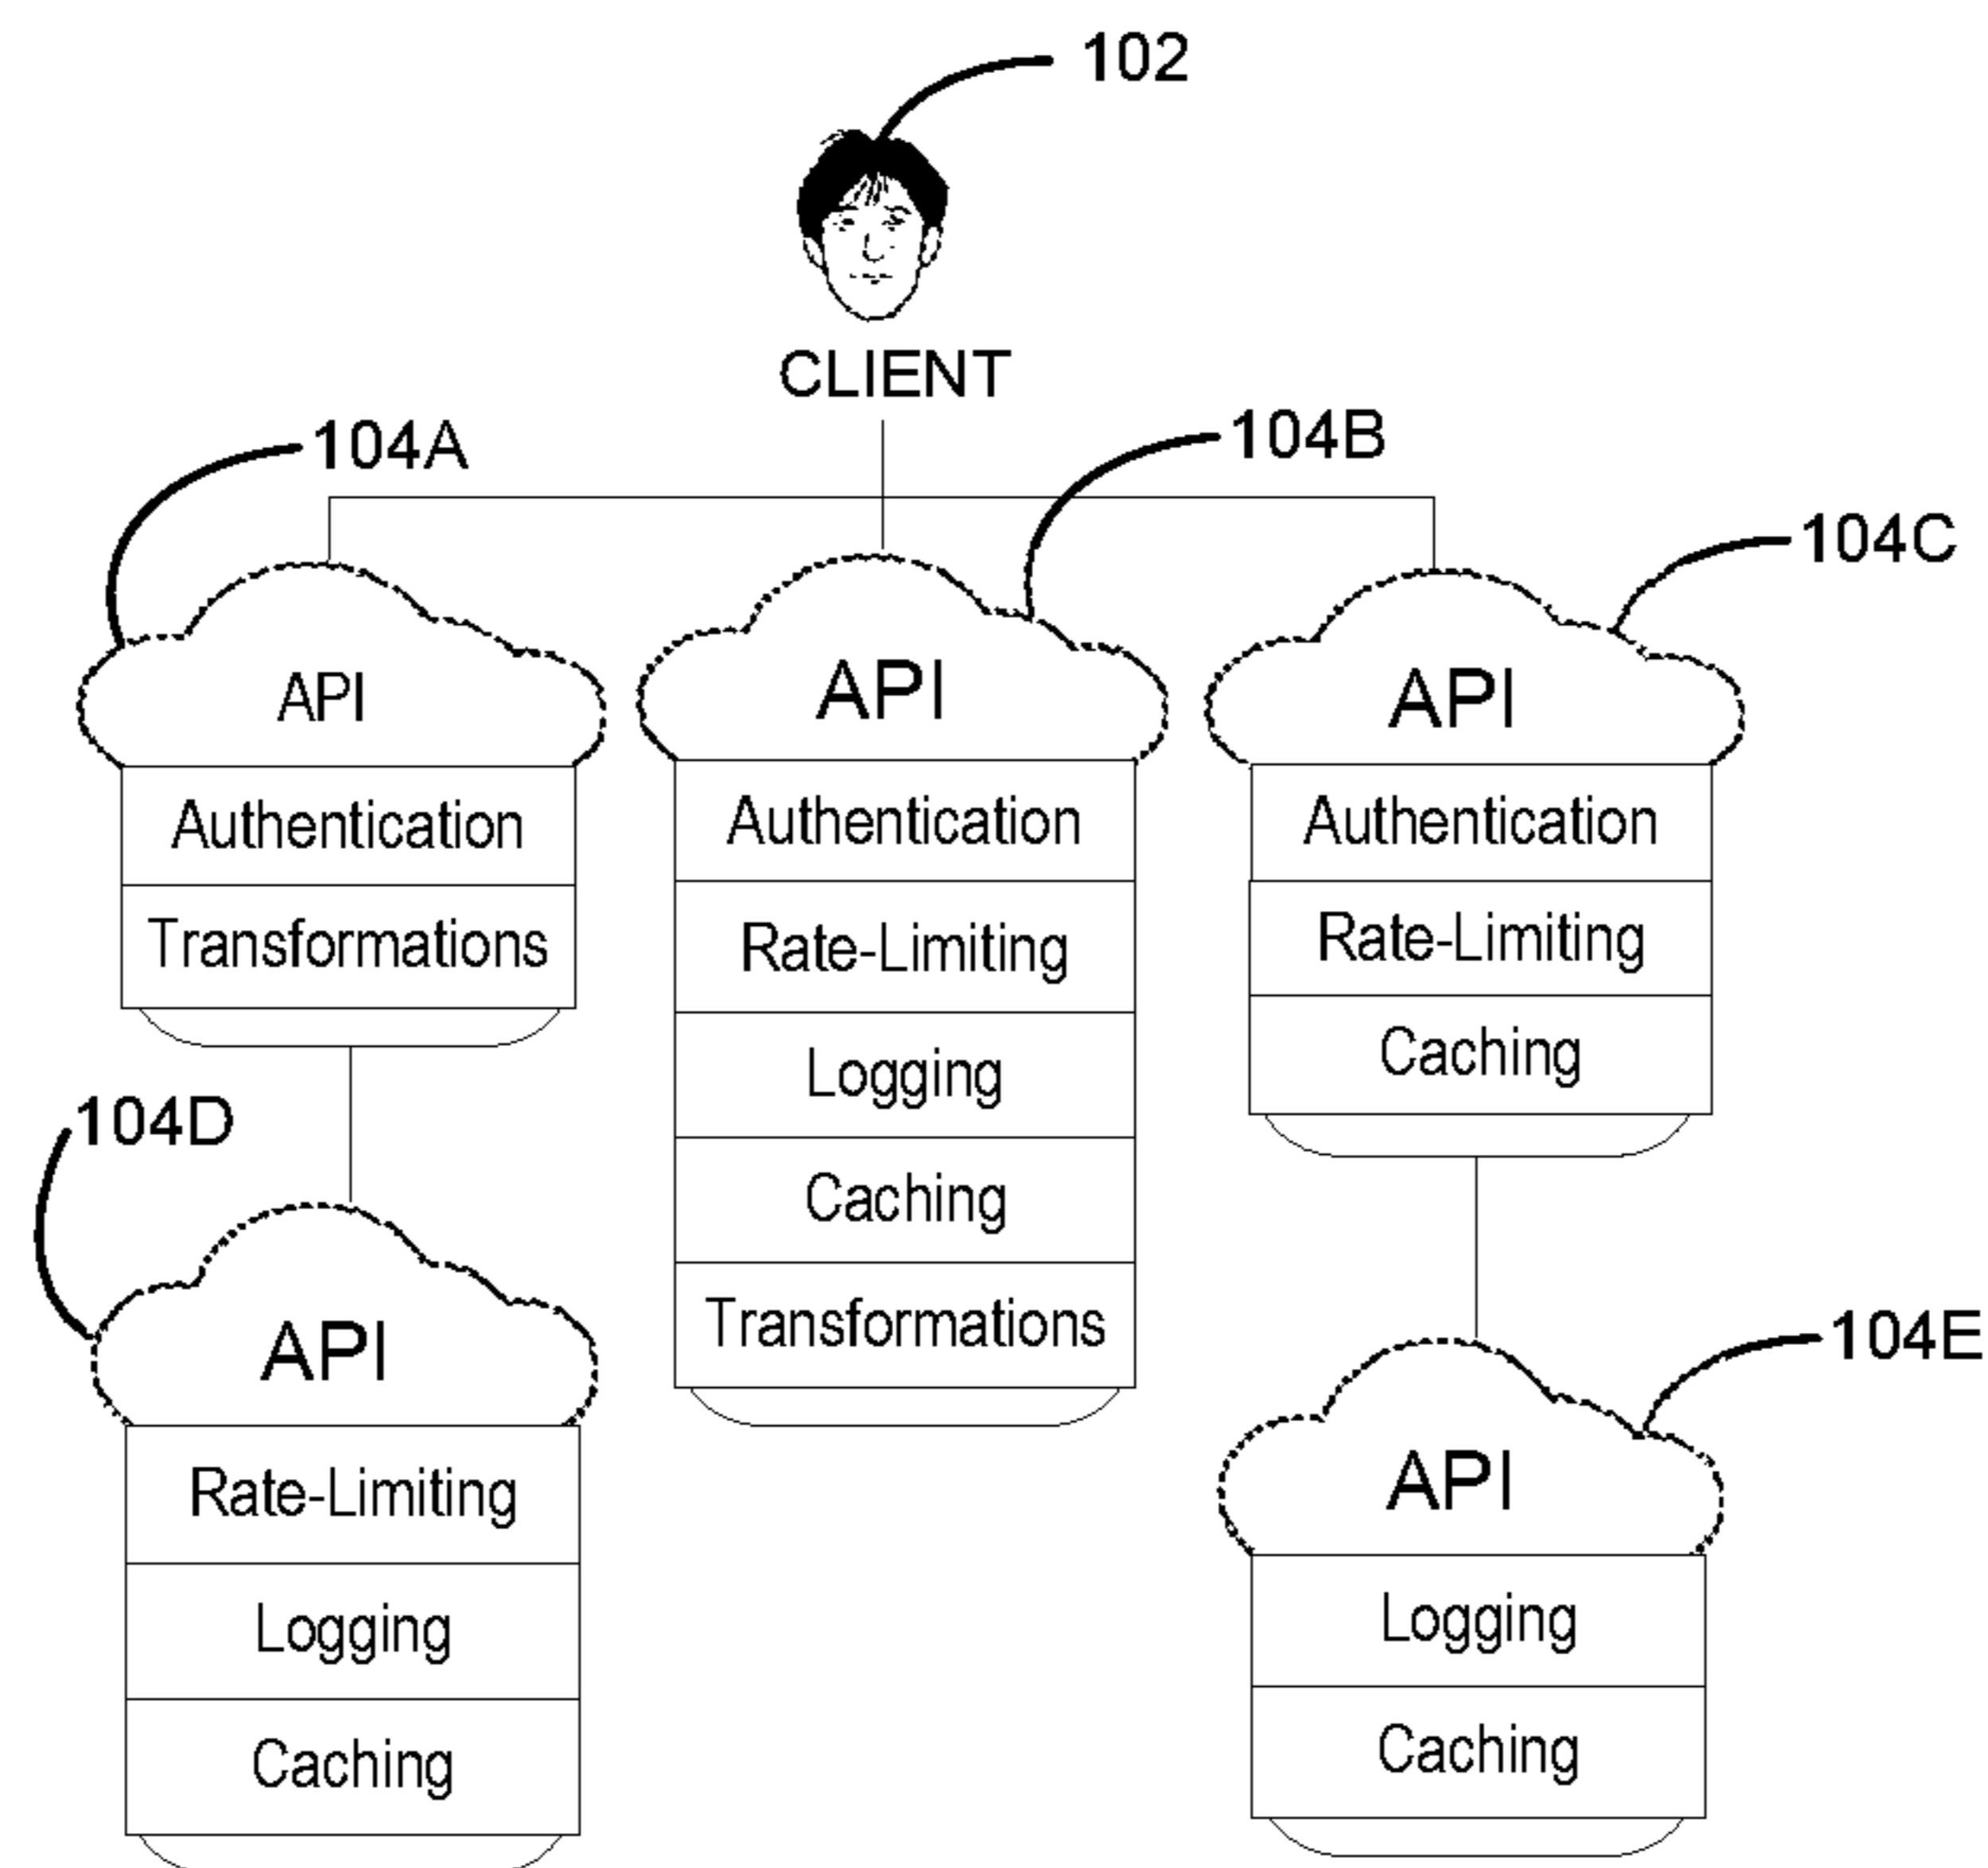 102
CLIENT
104A
104B
104C
API
Authentication
Transformations
API
Authentication
Rate-Limiting
Logging
Caching
Transformations
API
Authentication
Rate-Limiting
Caching
104D
API
Rate-Limiting
Logging
Caching
104E
API
Logging
Caching